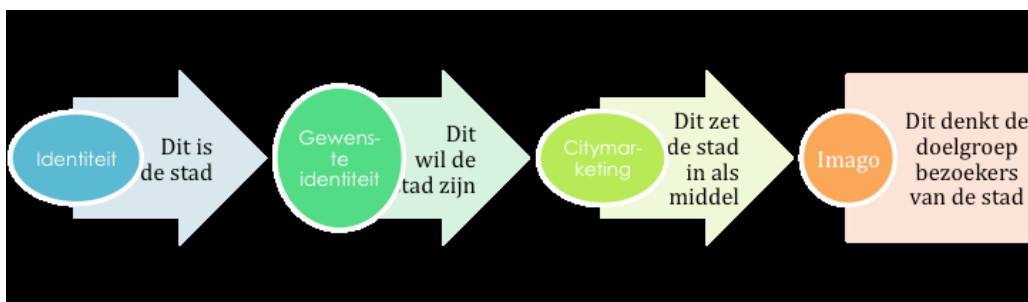 Identiteit
Dit is
de stad
Gewens-
te
identiteit
Dit
wil de
stad zijn
Citymar-
keting
Dit zet
de stad
in als
middel
Imago
Dit denkt de
doelgroep
bezoekers
van de stad